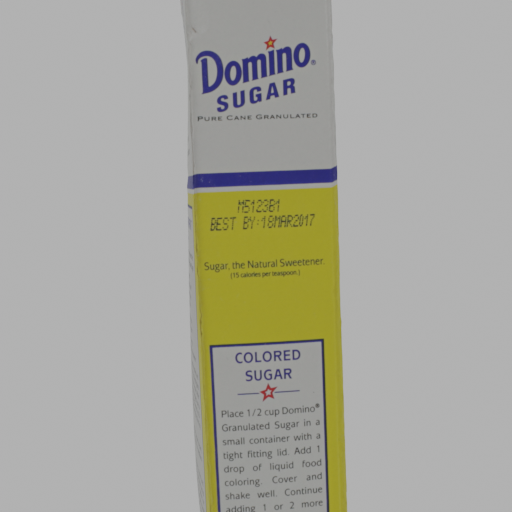 Domino®
SUGAR
PURE CANE GRANULATED
M5123B1
BEST BY:18MAR2017
Sugar, the Natural Sweetener
(15 calories per teaspoon.)
COLORED
SUGAR
Place 1/2 cup Domino®
Granulated Sugar in a
small container with a
tight fitting lid. Add 1
drop of liquid food
coloring. Cover and
shake well. Continue
adding 1 or 2 more